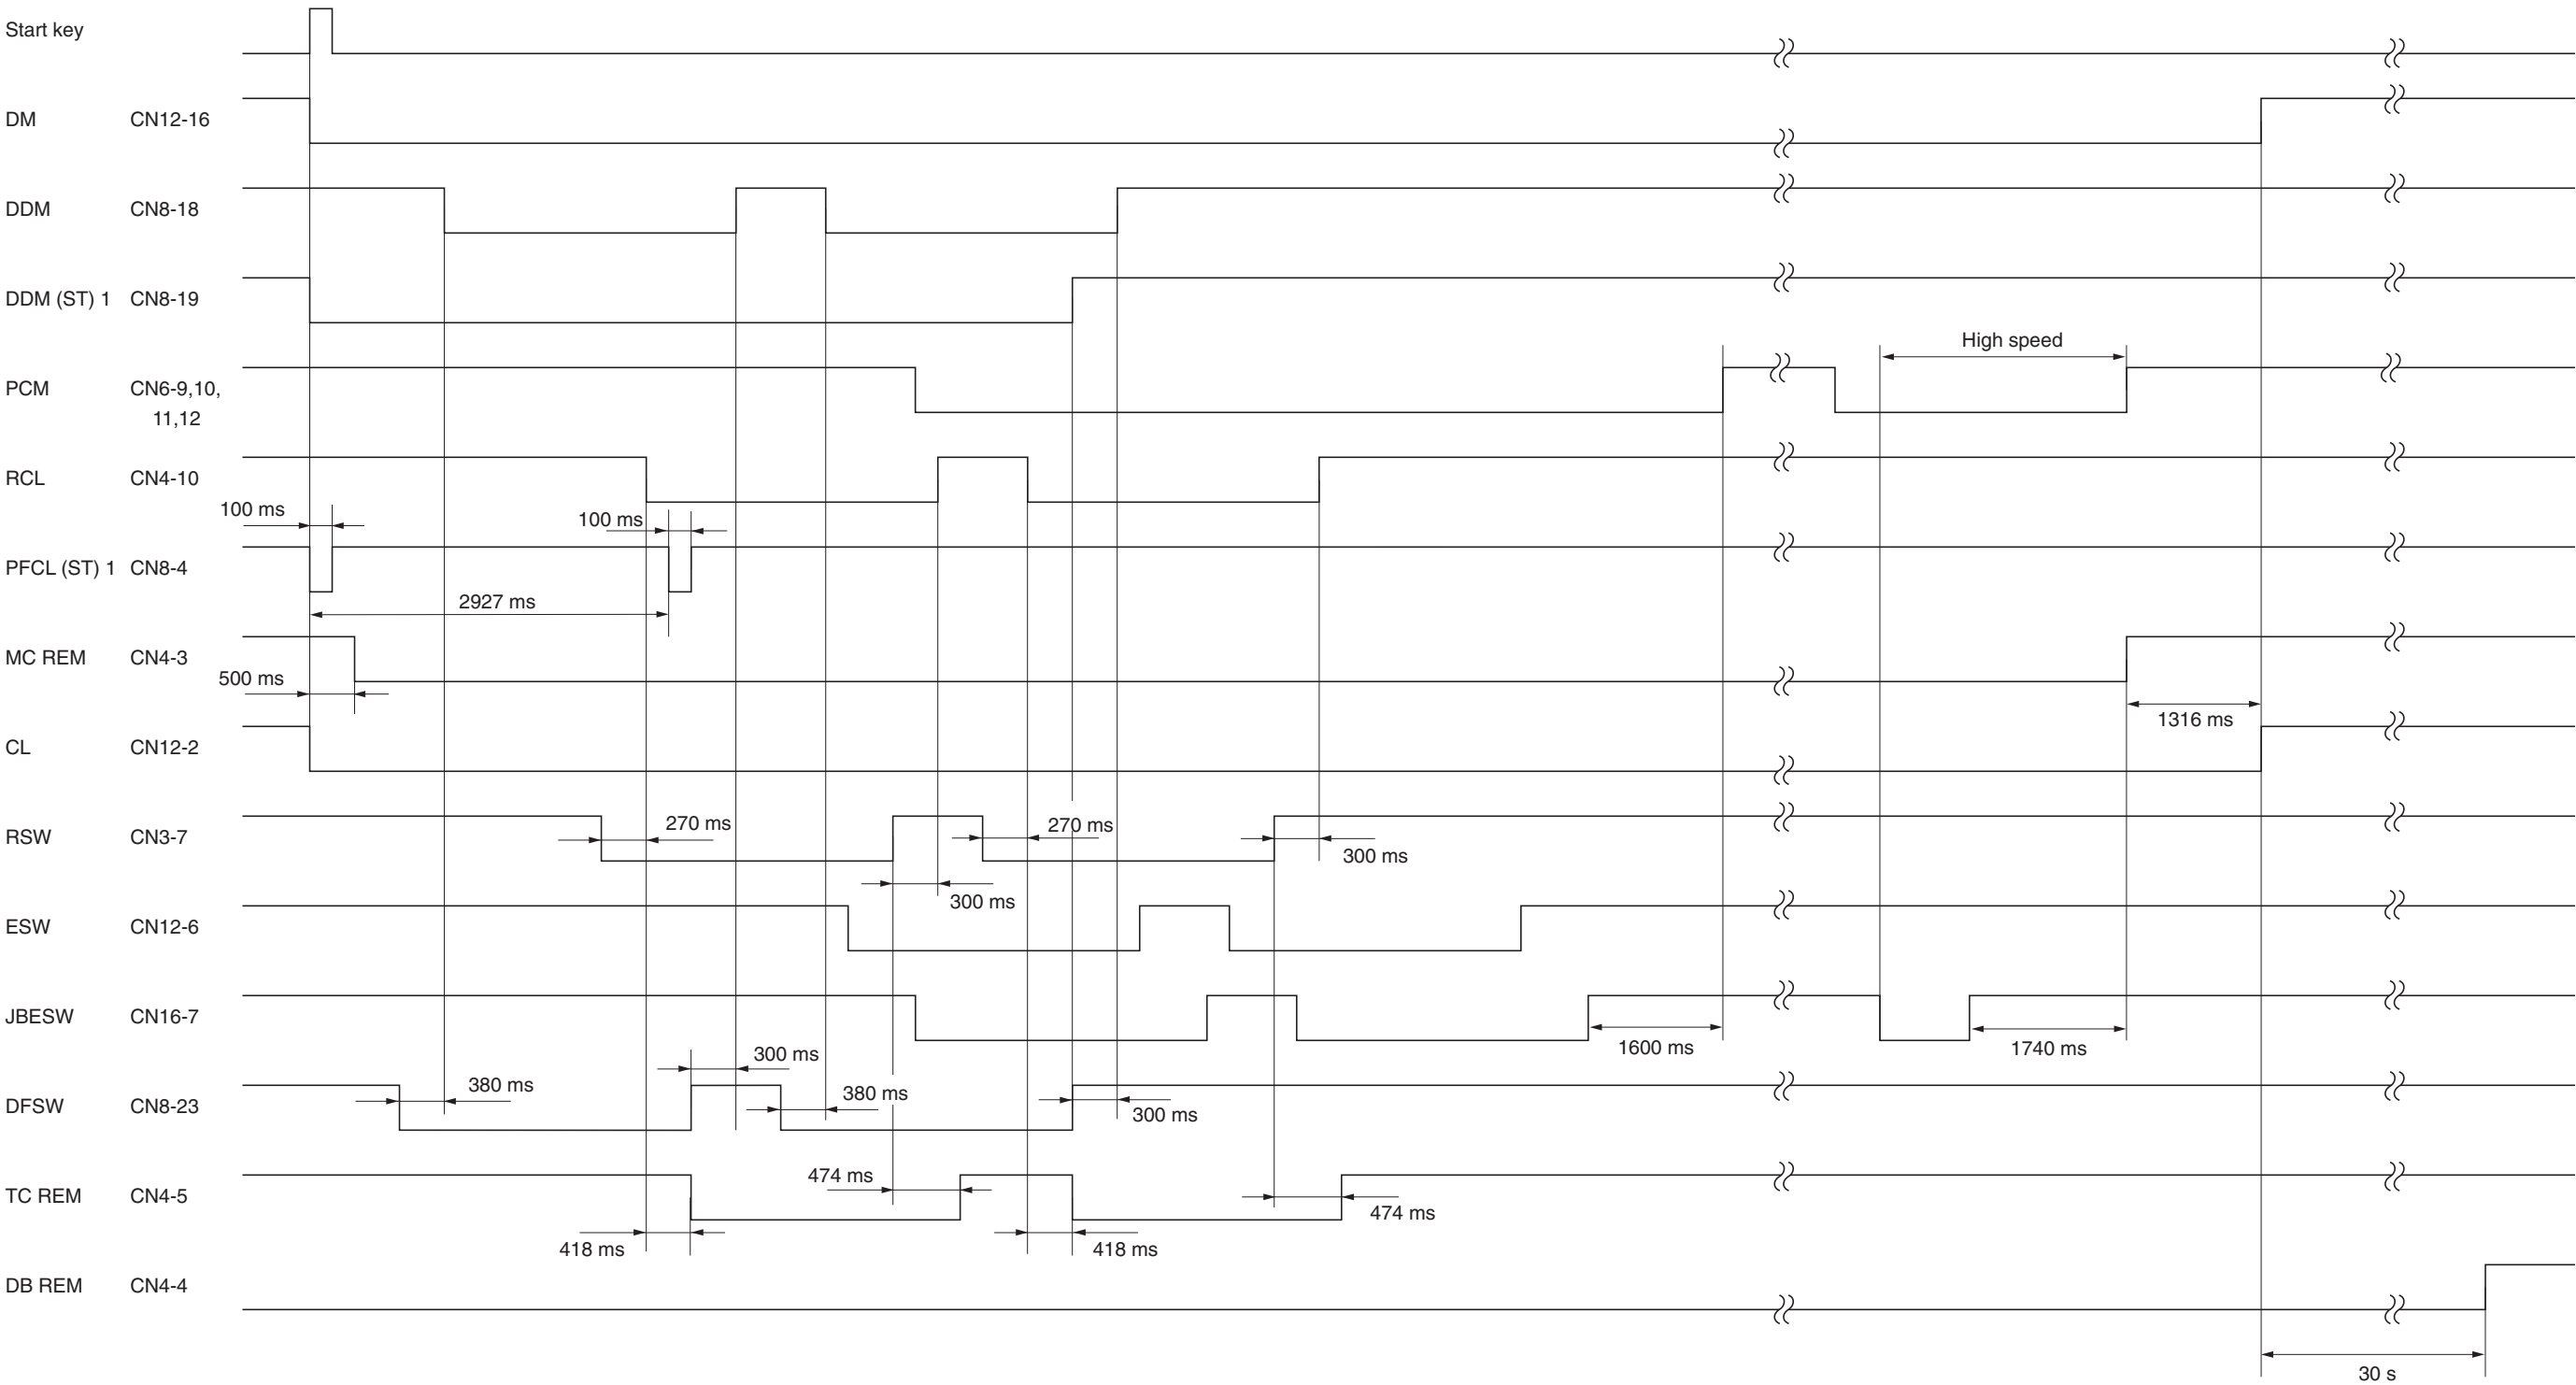 Start key
DM CN12-16
DDM CN8-18
DDM (ST) 1 CN8-19
High speed
PCM CN6-9,10,
11,12
RCL CN4-10
100 ms 100 ms
PFCL (ST) 1 CN8-4
2927 ms
MC REM CN4-3
500 ms
1316 ms
CL CN12-2
RSW CN3-7
270 ms 270 ms
300 ms
300 ms
ESW CN12-6
JBESW CN16-7
1600 ms 1740 ms
300 ms
DFSW CN8-23
380 ms 380 ms
300 ms
TC REM CN4-5
474 ms
474 ms
418 ms 418 ms
DB REM CN4-4
30 s